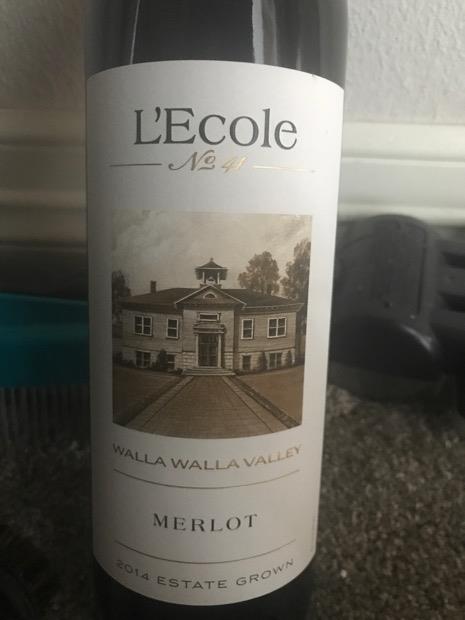 L'Ecole
No 41
WALLA WALLA VALLEY
MERLOT
2014 ESTATE GROWN